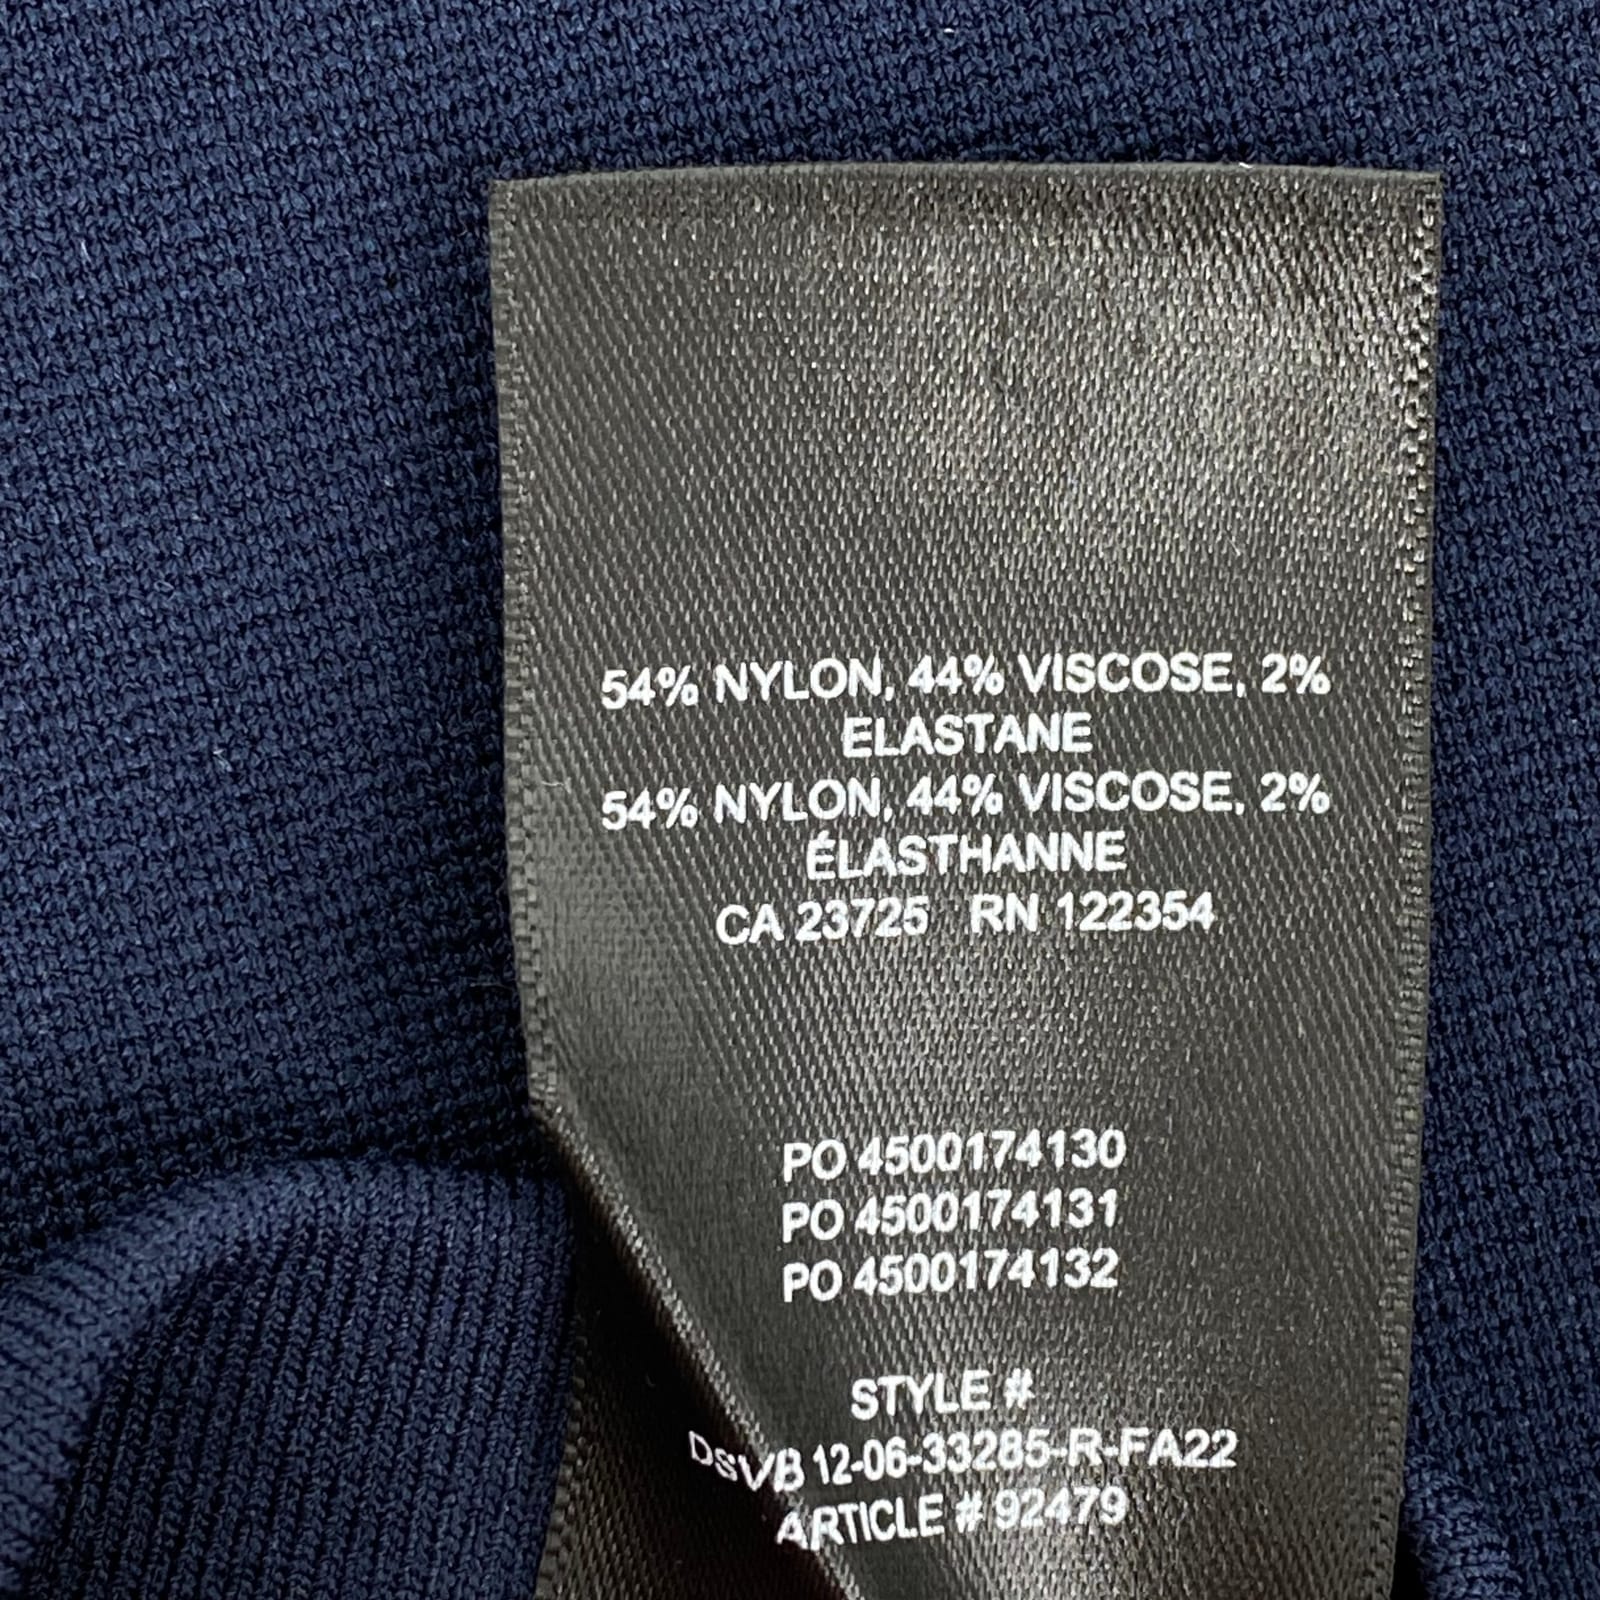 54% NYLON, 44% VISCOSE, 2%
ELASTANE
54% NYLON, 44% VISCOSE, 2%
ÉLASTHANNE
CA 23725 RN 122354
PO 4500174130
PO 4500174131
PO 4500174132
STYLE #
DSVB 12-06-33285-R-FA22
ARTICLE # 92479